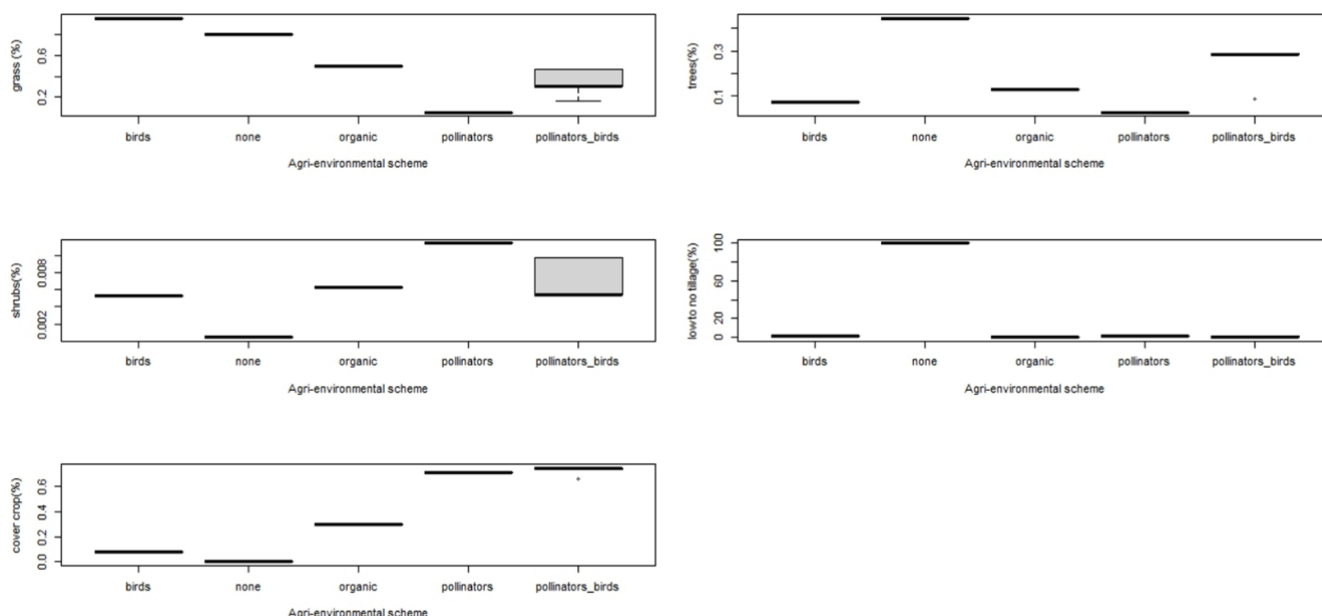 grass (%)
0.6
0.2
birds none organic pollinators pollinators_birds
Agri-environmental scheme
trees(%)
0.3
0.1
birds none organic pollinators pollinators_birds
Agri-environmental scheme
shrubs(%)
0.008
0.002
birds none organic pollinators pollinators_birds
Agri-environmental scheme
lowto no tillage(%)
100
60
20
0
birds none organic pollinators pollinators_birds
Agri-environmental scheme
cover crop(%)
0.6
0.4
0.2
0.0
birds none organic pollinators pollinators_birds
Agri-environmental scheme